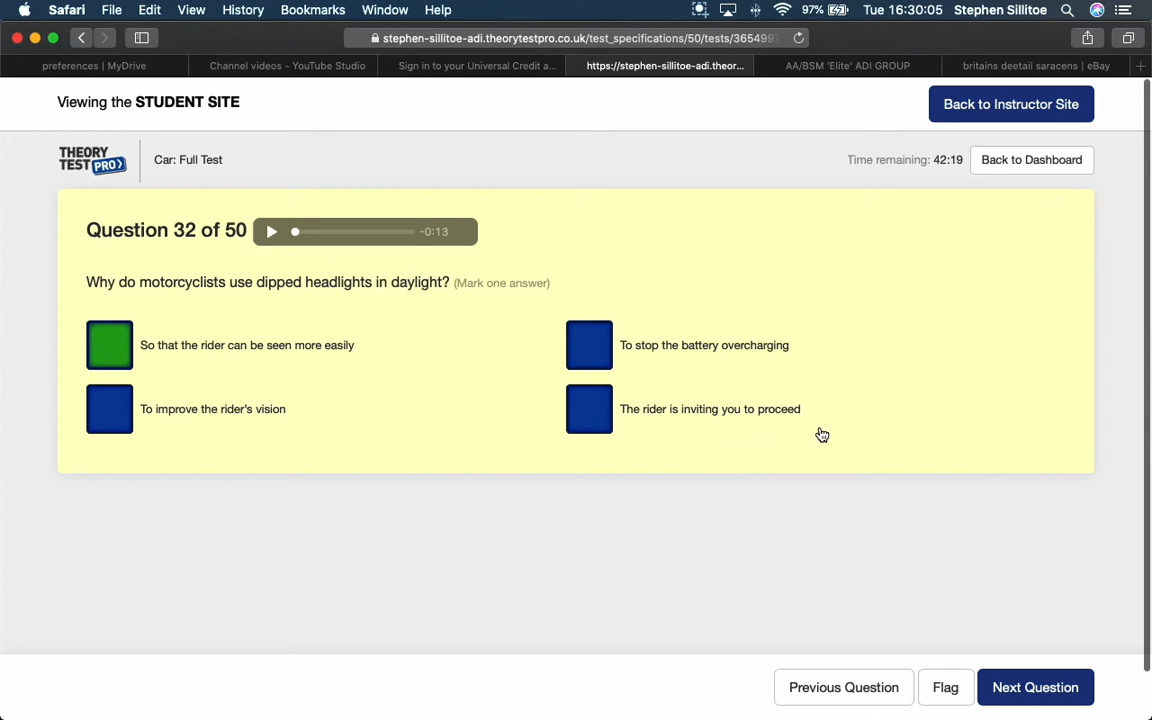 Safari File Edit View History Bookmarks Window Help 97% Tue 16:30:05 Stephen Sillitoe
stephen-sillitoe-adi.theorytestpro.co.uk/test_specifications/50/tests/3654997
preferences | MyDrive Channel videos - YouTube Studio Sign in to your Universal Credit a... https://stephen-sillitoe-adi.theor... AA/BSM 'Elite' ADI GROUP britains deetail saracens | eBay
Viewing the STUDENT SITE Back to Instructor Site
THEORY
TEST PRO Car: Full Test Time remaining: 42:19 Back to Dashboard
Question 32 of 50 -0:13
Why do motorcyclists use dipped headlights in daylight? (Mark one answer)
So that the rider can be seen more easily To stop the battery overcharging
To improve the rider's vision The rider is inviting you to proceed
Previous Question Flag Next Question